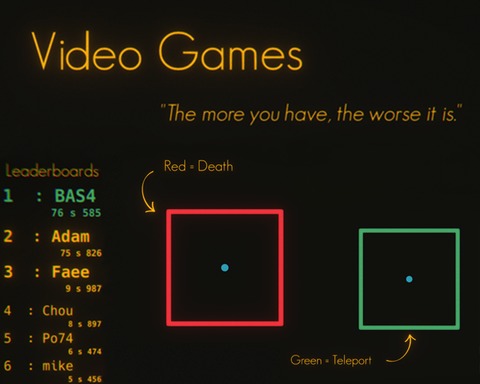 Video Games
"The more you have, the worse it is."
Leaderboards
1 : BAS4
76 s 585
2 : Adam
75 s 826
3 : Faee
9 s 987
4 : Chou
8 s 897
5 : Po74
6 s 474
6 : mike
5 s 456
Red = Death
Green = Teleport